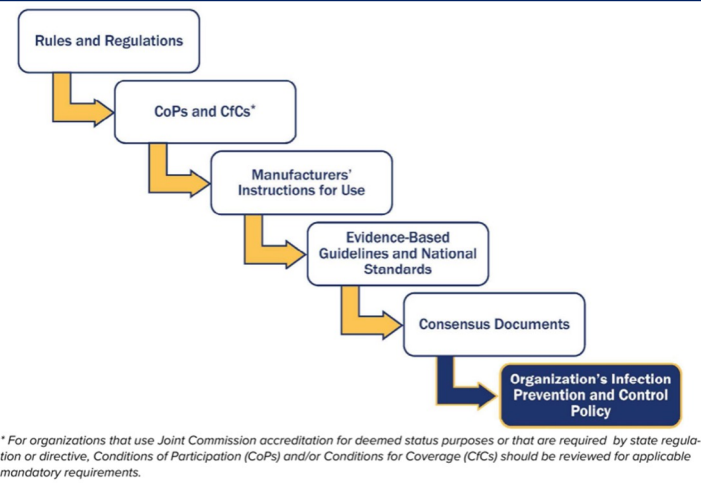 Rules and Regulations
CoPs and CfCs*
Manufacturers'
Instructions for Use
Evidence-Based
Guidelines and National
Standards
Consensus Documents
Organization's Infection
Prevention and Control
Policy
* For organizations that use Joint Commission accreditation for deemed status purposes or that are required by state regula-
tion or directive, Conditions of Participation (CoPs) and/or Conditions for Coverage (CfCs) should be reviewed for applicable
mandatory requirements.